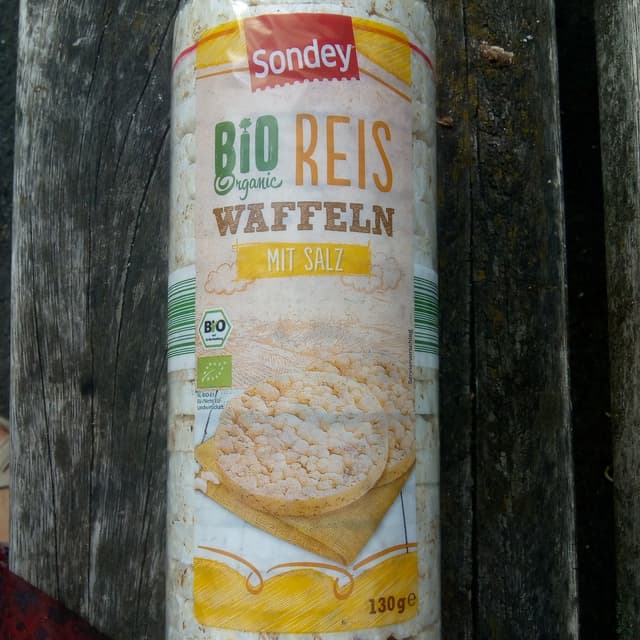 Sondey
BiO REIS
Organic
WAFFELN
MIT SALZ
BiO
130g e